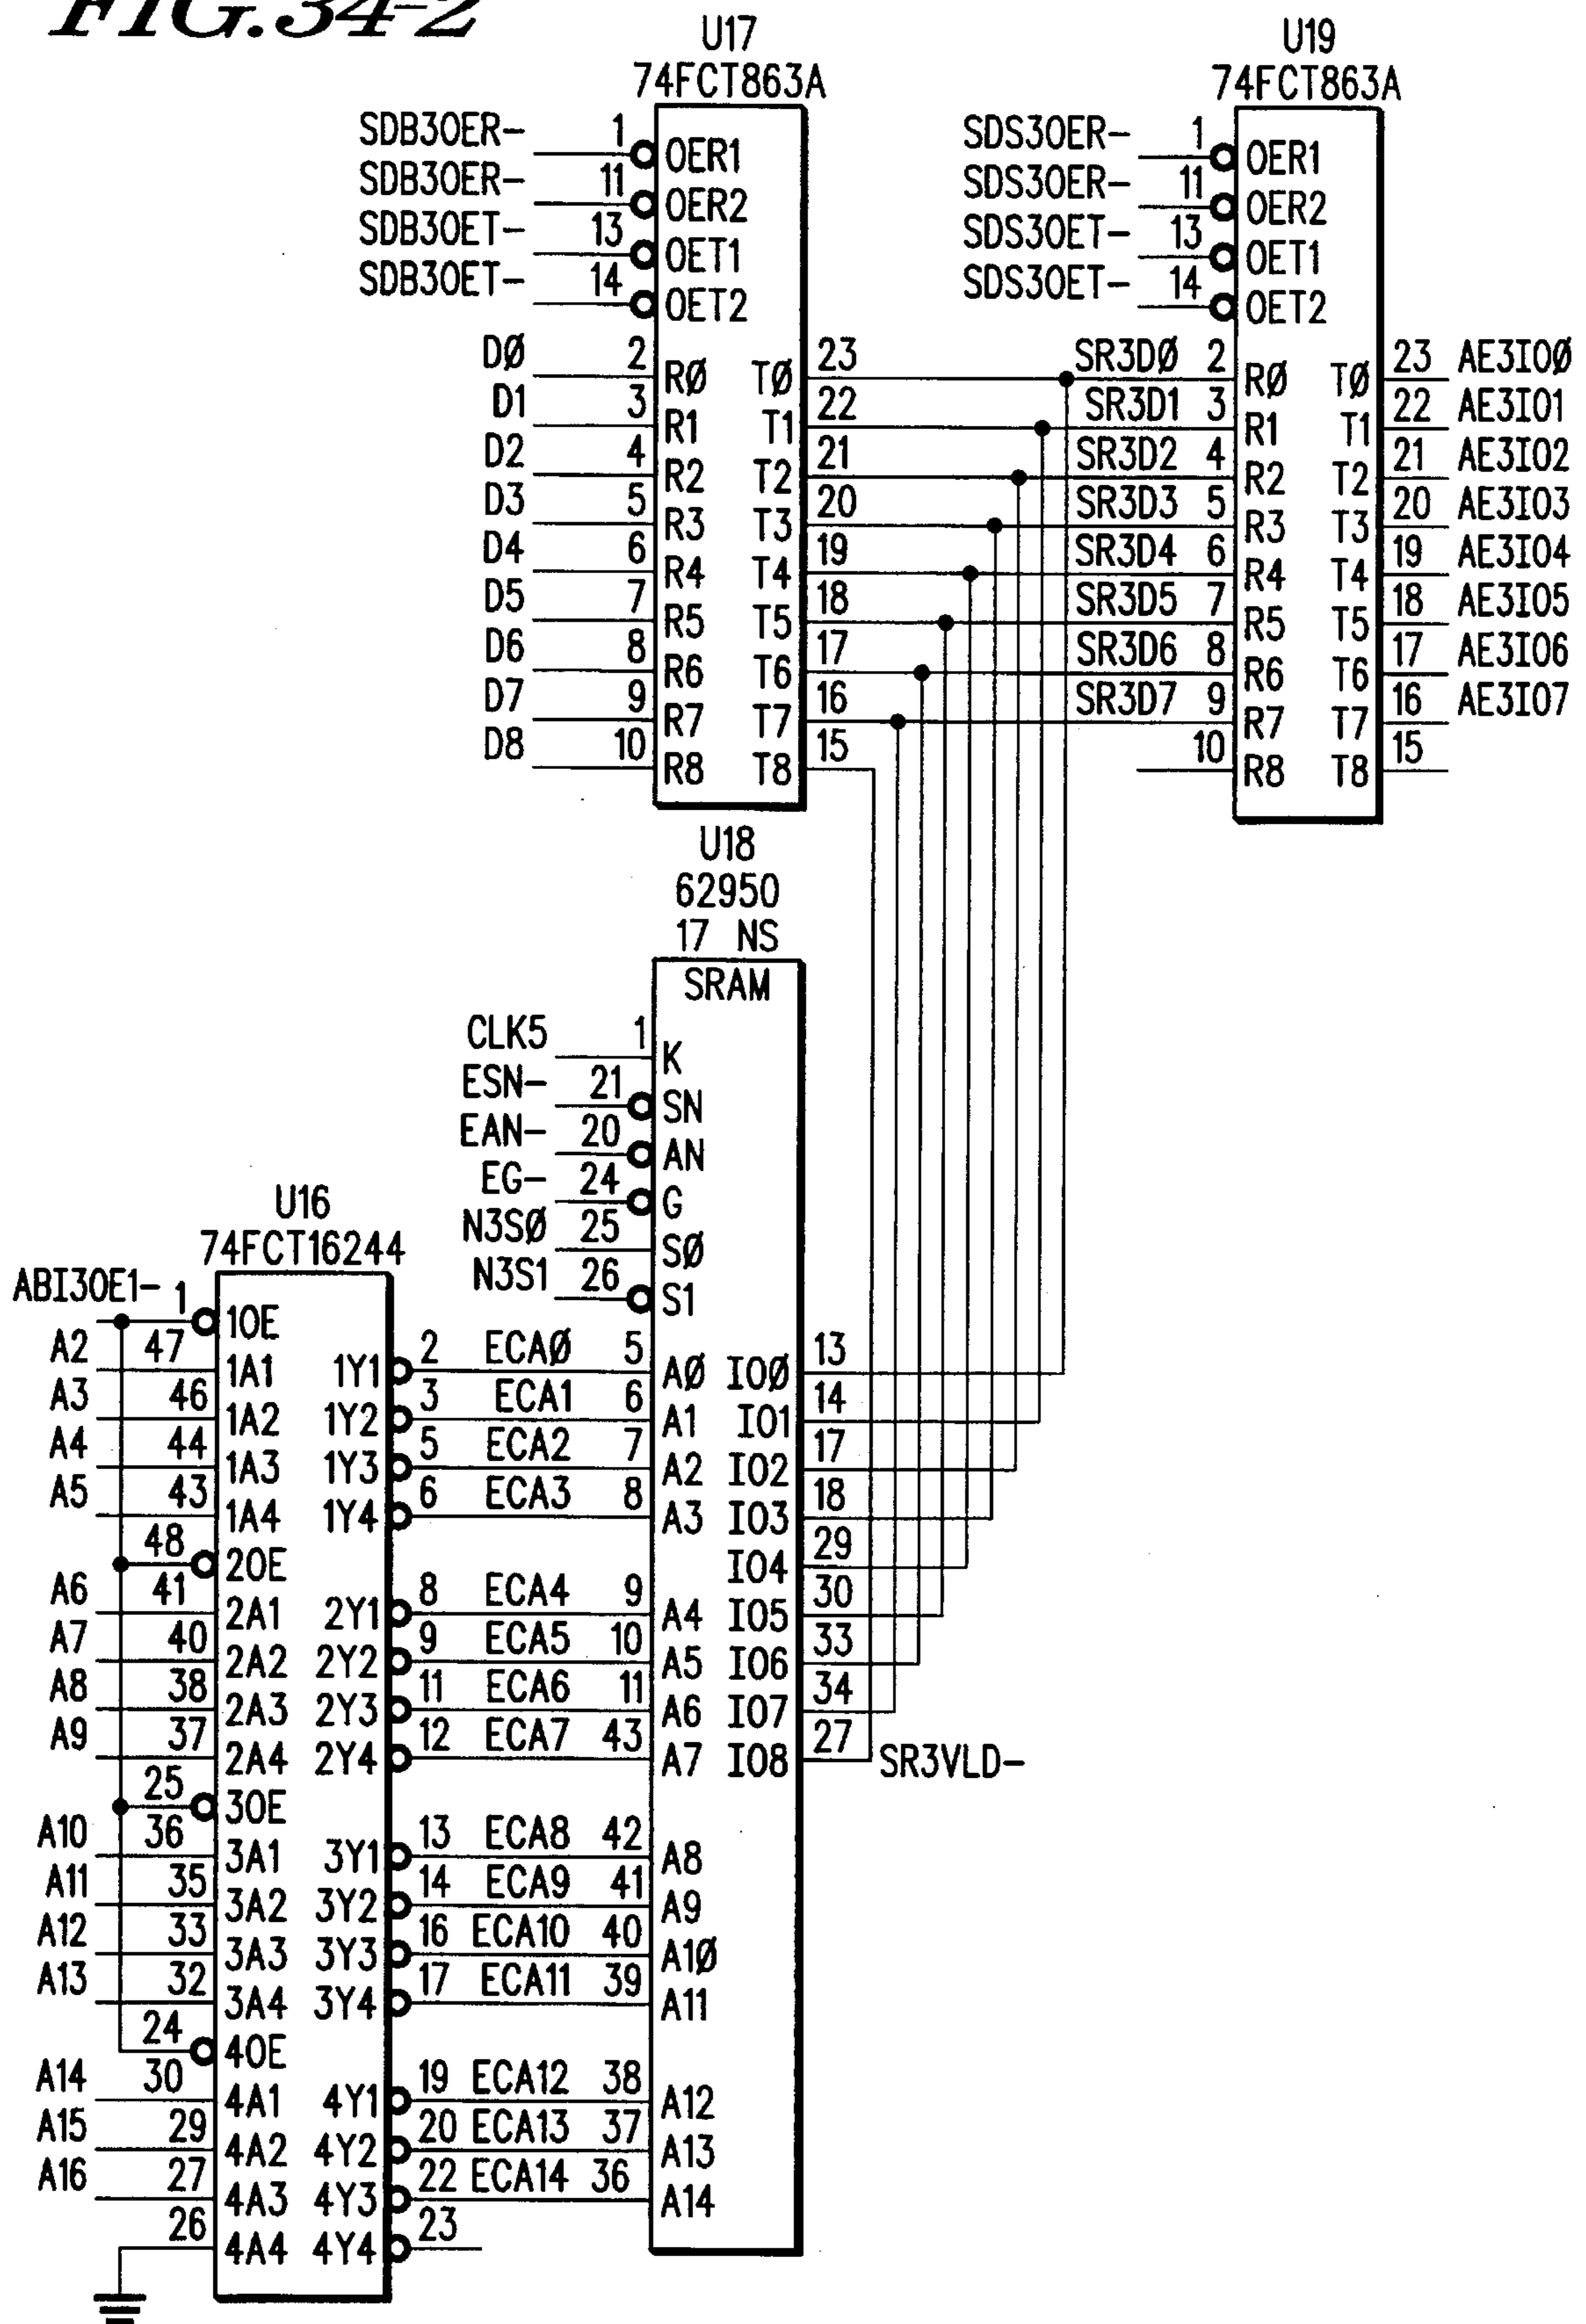 FIG. 34-2
U17
74FCT863A
SDB3OER- 1 OER1
SDB3OER- 11 OER2
SDB3OET- 13 OET1
SDB3OET- 14 OET2
DØ 2 RØ TØ 23
D1 3 R1 T1 22
D2 4 R2 T2 21
D3 5 R3 T3 20
D4 6 R4 T4 19
D5 7 R5 T5 18
D6 8 R6 T6 17
D7 9 R7 T7 16
D8 10 R8 T8 15
U19
74FCT863A
SDS3OER- 1 OER1
SDS3OER- 11 OER2
SDS3OET- 13 OET1
SDS3OET- 14 OET2
SR3DØ 2 RØ TØ 23 AE3IOØ
SR3D1 3 R1 T1 22 AE3IO1
SR3D2 4 R2 T2 21 AE3IO2
SR3D3 5 R3 T3 20 AE3IO3
SR3D4 6 R4 T4 19 AE3IO4
SR3D5 7 R5 T5 18 AE3IO5
SR3D6 8 R6 T6 17 AE3IO6
SR3D7 9 R7 T7 16 AE3IO7
10 R8 T8 15
U18
62950
17 NS
SRAM
CLK5 1 K
ESN- 21 SN
EAN- 20 AN
EG- 24 G
N3SØ 25 SØ
N3S1 26 S1
ECAØ 5 AØ IOØ 13
ECA1 6 A1 IO1 14
ECA2 7 A2 IO2 17
ECA3 8 A3 IO3 18
IO4 29
ECA4 9 A4 IO5 30
ECA5 10 A5 IO6 33
ECA6 11 A6 IO7 34
ECA7 43 A7 IO8 27 SR3VLD-
ECA8 42 A8
ECA9 41 A9
ECA10 40 A1Ø
ECA11 39 A11
ECA12 38 A12
ECA13 37 A13
ECA14 36 A14
U16
74FCT16244
ABI3OE1- 1 1OE
A2 47 1A1 1Y1 2
A3 46 1A2 1Y2 3
A4 44 1A3 1Y3 5
A5 43 1A4 1Y4 6
48 2OE
A6 41 2A1 2Y1 8
A7 40 2A2 2Y2 9
A8 38 2A3 2Y3 11
A9 37 2A4 2Y4 12
25 3OE
A10 36 3A1 3Y1 13
A11 35 3A2 3Y2 14
A12 33 3A3 3Y3 16
A13 32 3A4 3Y4 17
24 4OE
A14 30 4A1 4Y1 19
A15 29 4A2 4Y2 20
A16 27 4A3 4Y3 22
26 4A4 4Y4 23